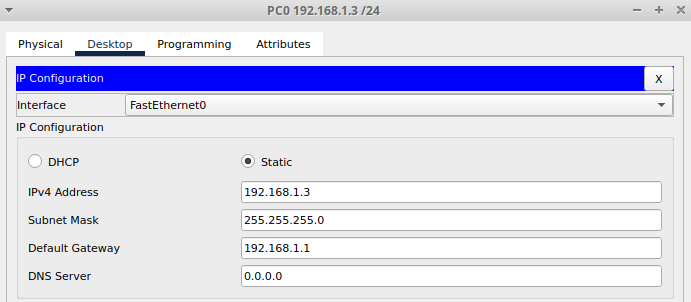 PC0 192.168.1.3 /24
Physical Desktop Programming Attributes
IP Configuration X
Interface FastEthernet0
IP Configuration
DHCP Static
IPv4 Address 192.168.1.3
Subnet Mask 255.255.255.0
Default Gateway 192.168.1.1
DNS Server 0.0.0.0